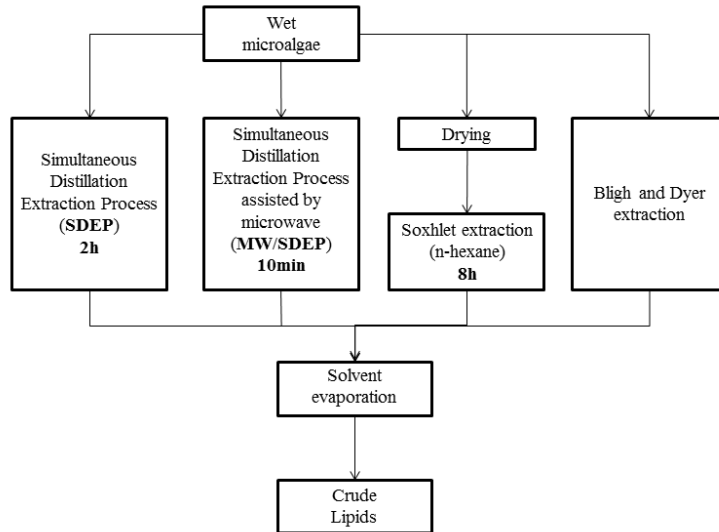 Wet
microalgae
Simultaneous
Distillation
Extraction Process
(SDEP)
2h
Simultaneous
Distillation
Extraction Process
assisted by
microwave
(MW/SDEP)
10min
Drying
Soxhlet extraction
(n-hexane)
8h
Bligh and Dyer
extraction
Solvent
evaporation
Crude
Lipids